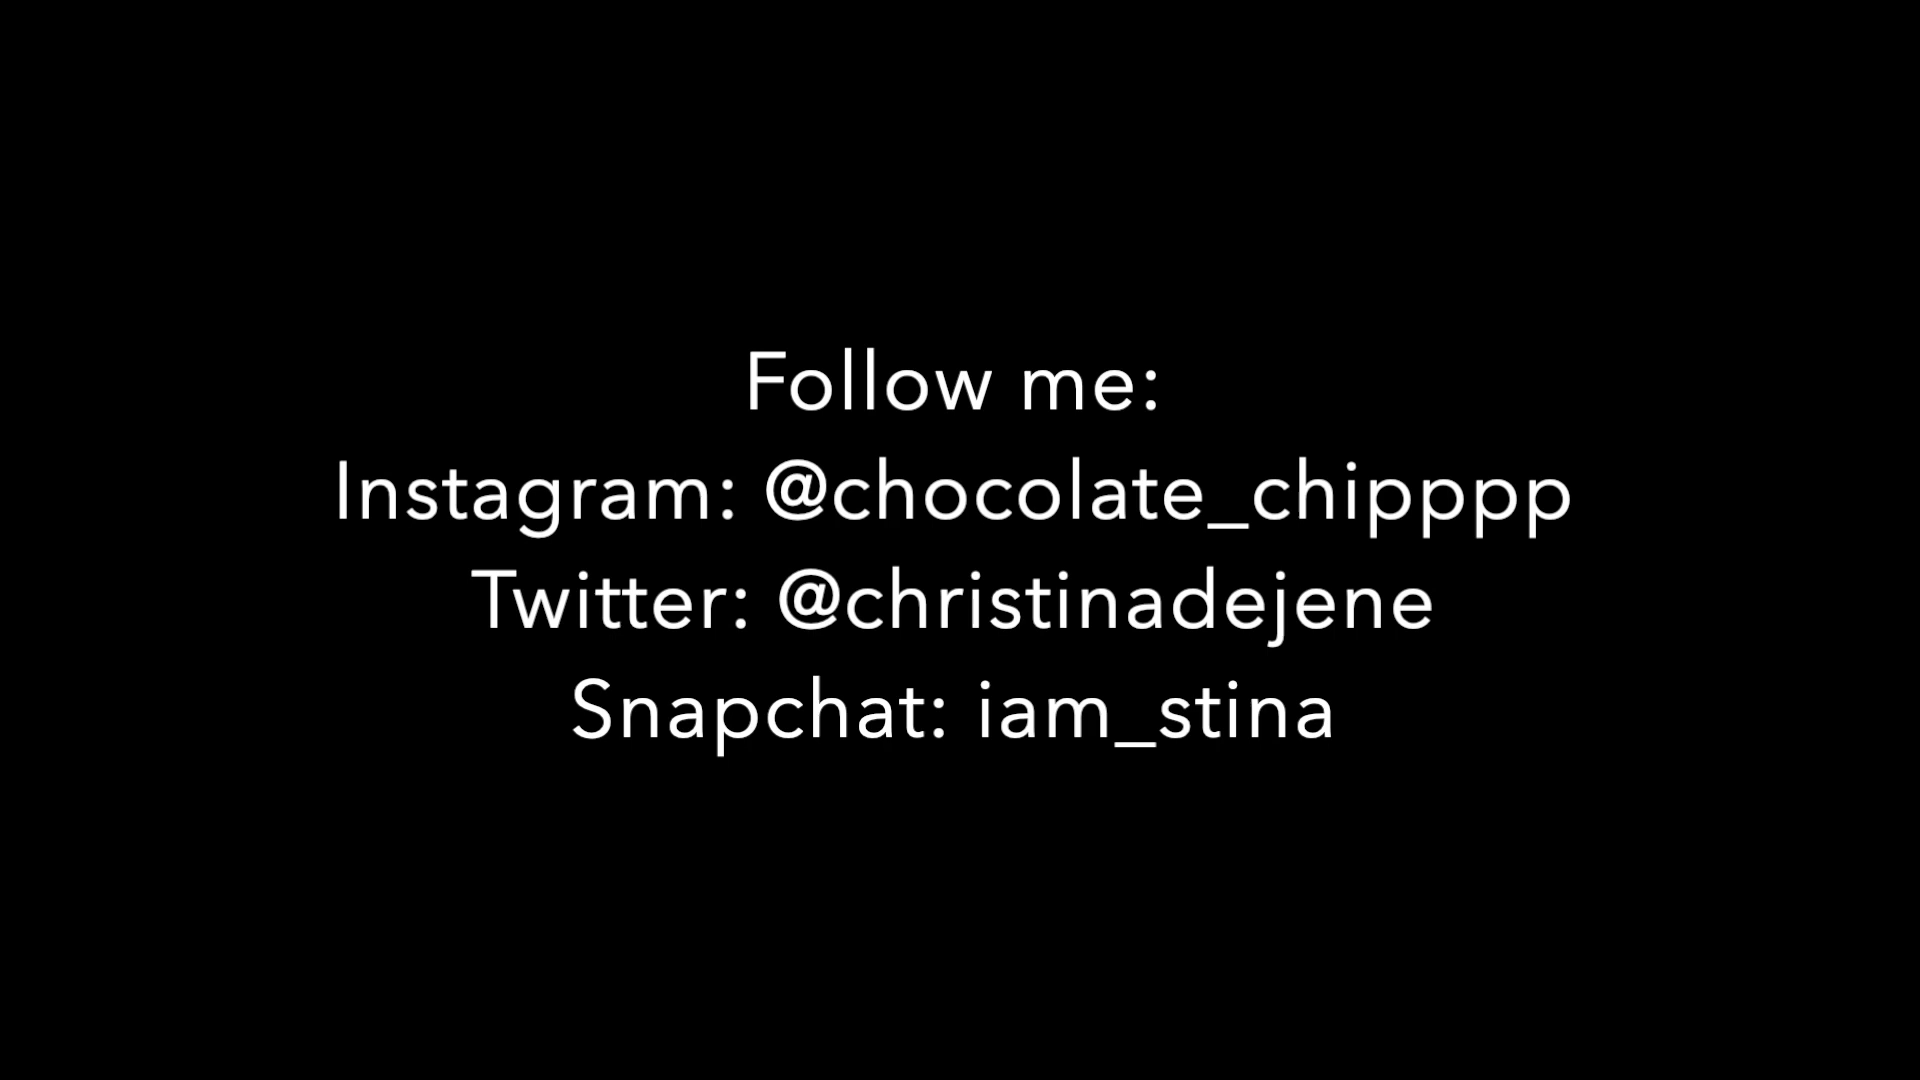 Follow me:
Instagram: @chocolate_chipppp
Twitter: @christinadejene
Snapchat: iam_stina